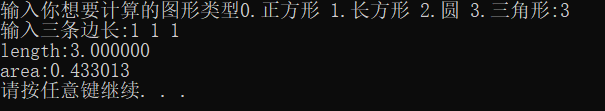 输入你想要计算的图形类型0.正方形 1.长方形 2.圆 3.三角形:3
输入三条边长:1 1 1
length:3.000000
area:0.433013
请按任意键继续. . .